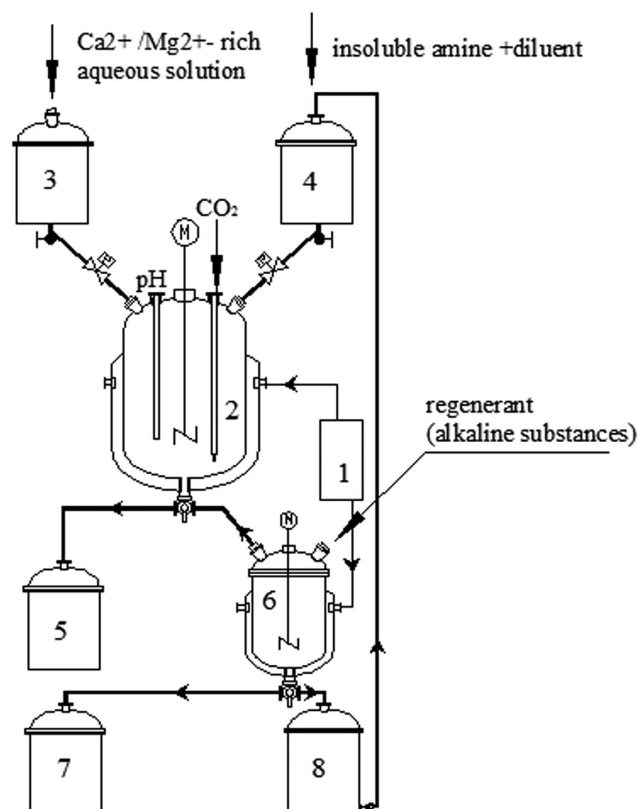 Ca2+ /Mg2+- rich
aqueous solution
insoluble amine +diluent
3
4
CO₂
M
pH
2
regenerant
(alkaline substances)
1
N
6
5
7
8